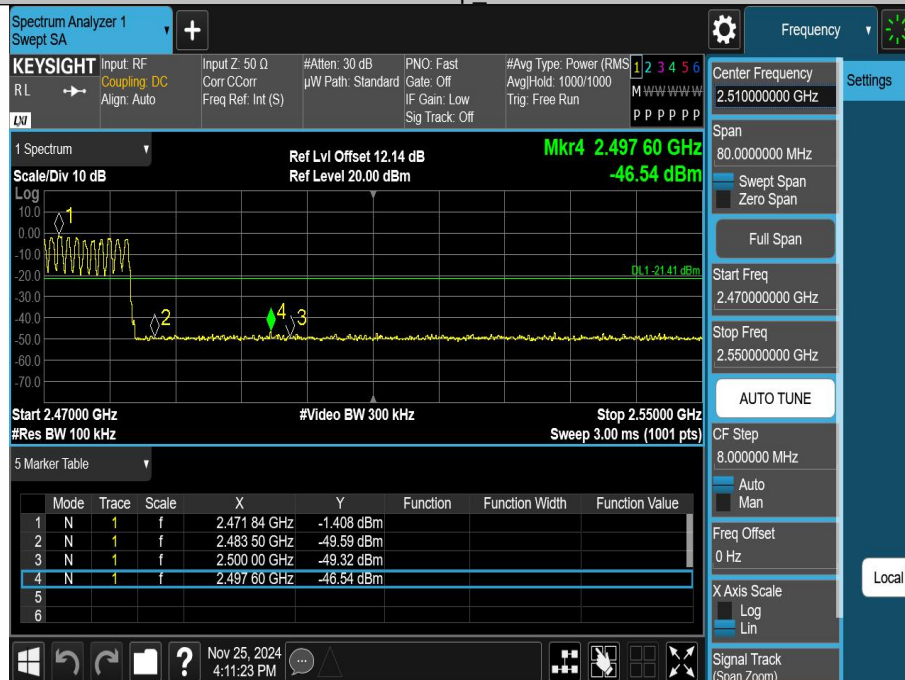 Spectrum Analyzer 1
Swept SA
+
Frequency
KEYSIGHT
RL
LXI
Input: RF
Coupling: DC
Align: Auto
Input Z: 50 Ω
Corr CCorr
Freq Ref: Int (S)
#Atten: 30 dB
µW Path: Standard
PNO: Fast
Gate: Off
IF Gain: Low
Sig Track: Off
#Avg Type: Power (RMS
Avg|Hold: 1000/1000
Trig: Free Run
1 2 3 4 5 6
M W W W W W
P P P P P P
1 Spectrum
Scale/Div 10 dB
Ref Lvl Offset 12.14 dB
Ref Level 20.00 dBm
Mkr4 2.497 60 GHz
-46.54 dBm
Log
10.0
0.00
-10.0
-20.0
-30.0
-40.0
-50.0
-60.0
-70.0
1
2
4
3
DL1 -21.41 dBm
Start 2.47000 GHz
#Video BW 300 kHz
Stop 2.55000 GHz
#Res BW 100 kHz
Sweep 3.00 ms (1001 pts)
5 Marker Table
Mode Trace Scale X Y Function Function Width Function Value
1 N 1 f 2.471 84 GHz -1.408 dBm
2 N 1 f 2.483 50 GHz -49.59 dBm
3 N 1 f 2.500 00 GHz -49.32 dBm
4 N 1 f 2.497 60 GHz -46.54 dBm
5
6
?
Nov 25, 2024
4:11:23 PM
Center Frequency
2.510000000 GHz
Span
80.0000000 MHz
Swept Span
Zero Span
Full Span
Start Freq
2.470000000 GHz
Stop Freq
2.550000000 GHz
AUTO TUNE
CF Step
8.000000 MHz
Auto
Man
Freq Offset
0 Hz
X Axis Scale
Log
Lin
Signal Track
(Span Zoom)
Settings
Local